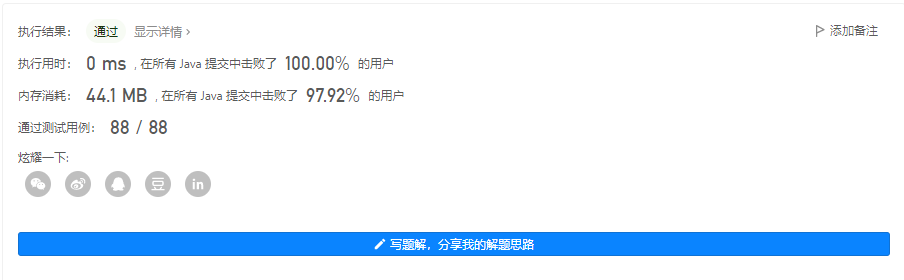 执行结果： 通过 显示详情 › 添加备注
执行用时： 0 ms , 在所有 Java 提交中击败了 100.00% 的用户
内存消耗： 44.1 MB , 在所有 Java 提交中击败了 97.92% 的用户
通过测试用例： 88 / 88
炫耀一下:
豆 in
写题解，分享我的解题思路